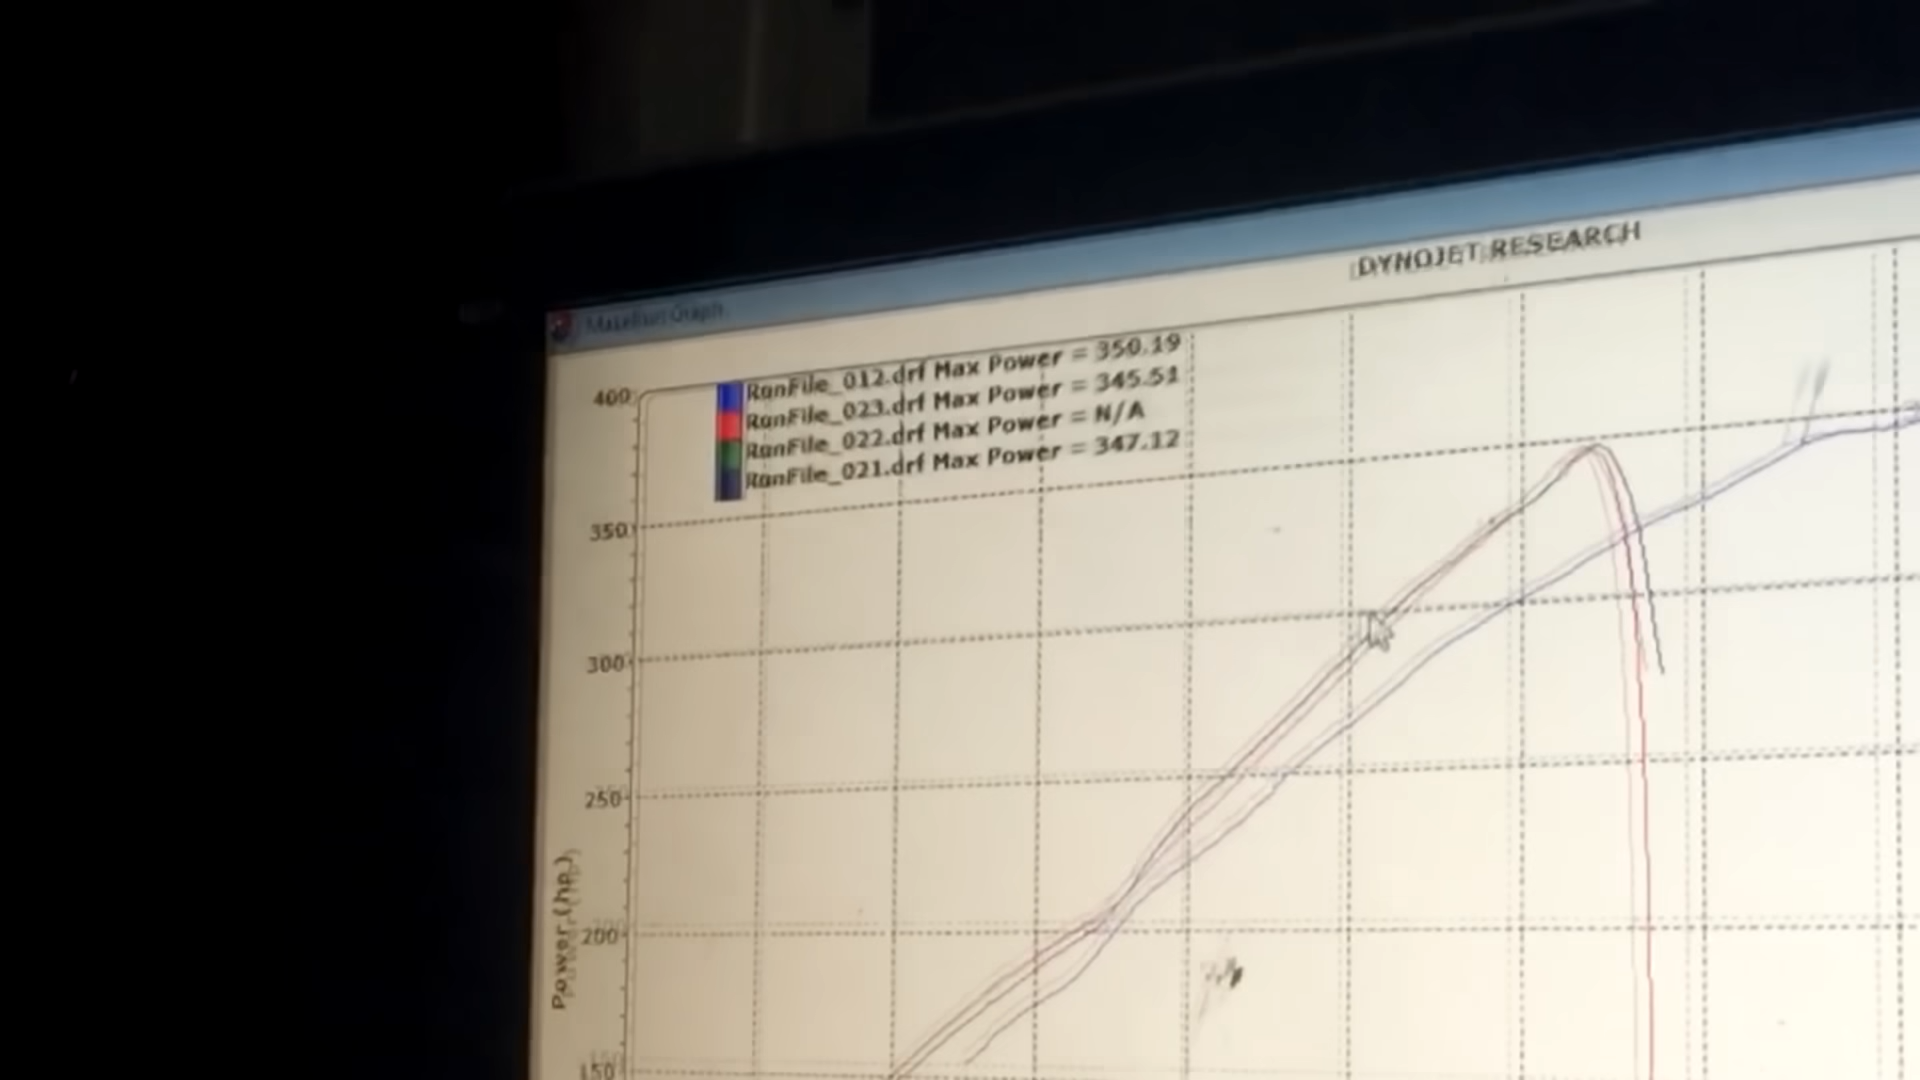 DYNOJET RESEARCH
RunFile_012.drf Max Power = 350.19
RunFile_023.drf Max Power = 345.51
RunFile_022.drf Max Power = N/A
RunFile_021.drf Max Power = 347.12
400
350
300
250
200
150
Power (hp)